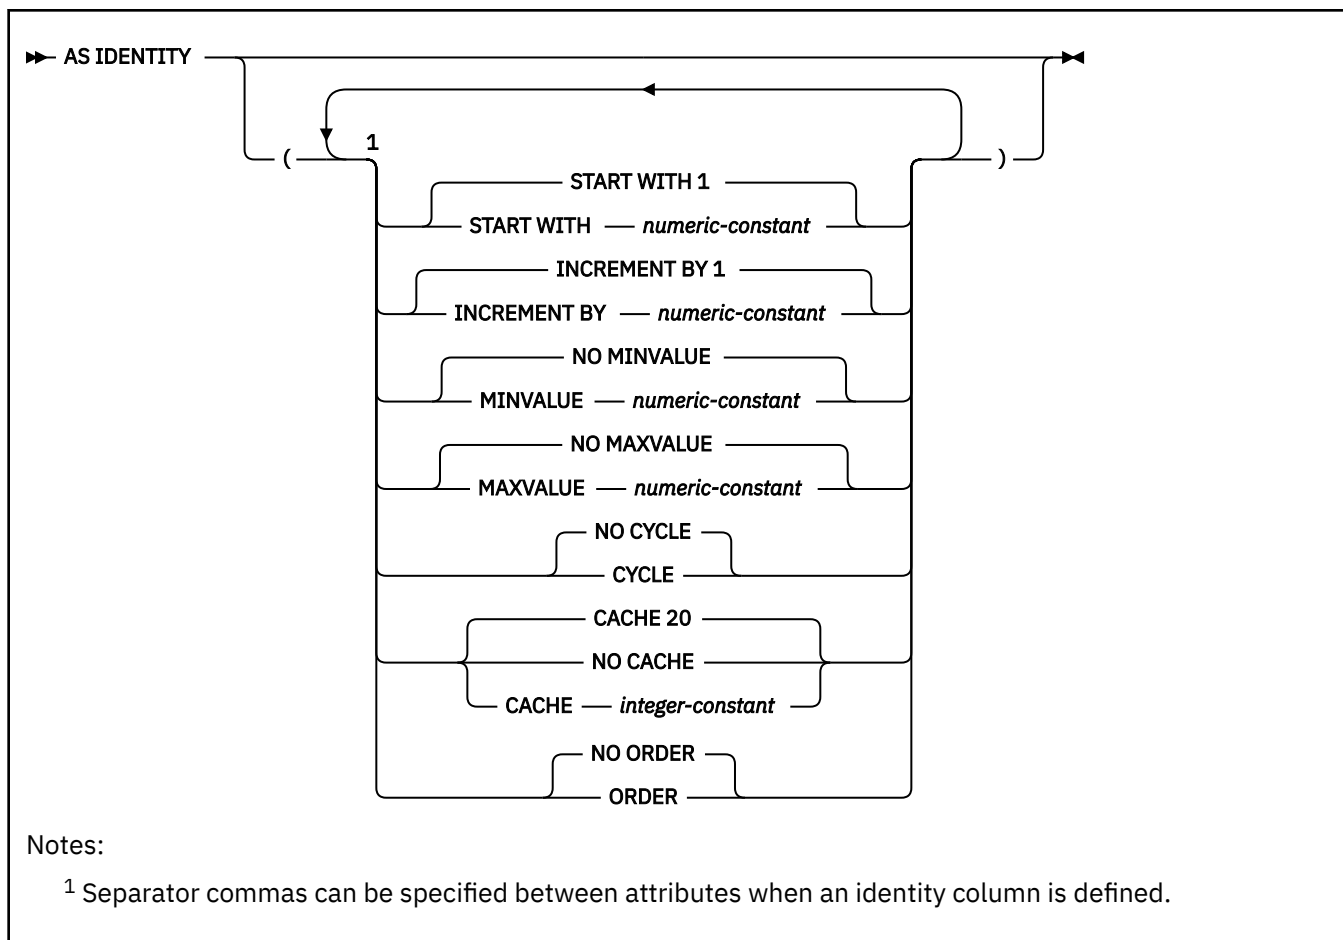 AS IDENTITY
1
( )
START WITH 1
START WITH numeric-constant
INCREMENT BY 1
INCREMENT BY numeric-constant
NO MINVALUE
MINVALUE numeric-constant
NO MAXVALUE
MAXVALUE numeric-constant
NO CYCLE
CYCLE
CACHE 20
NO CACHE
CACHE integer-constant
NO ORDER
ORDER
Notes:
1 Separator commas can be specified between attributes when an identity column is defined.